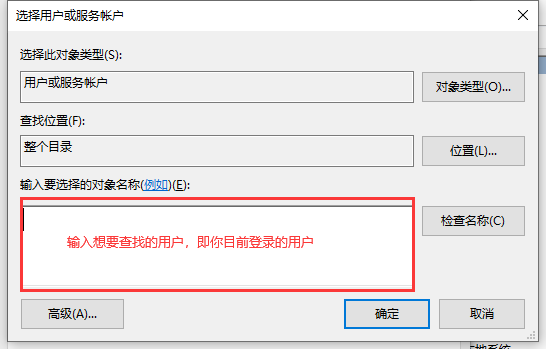 选择用户或服务帐户
选择此对象类型(S):
用户或服务帐户
对象类型(O)...
查找位置(F):
整个目录
位置(L)...
输入要选择的对象名称(例如)(E):
输入想要查找的用户，即你目前登录的用户
检查名称(C)
高级(A)...
确定
取消